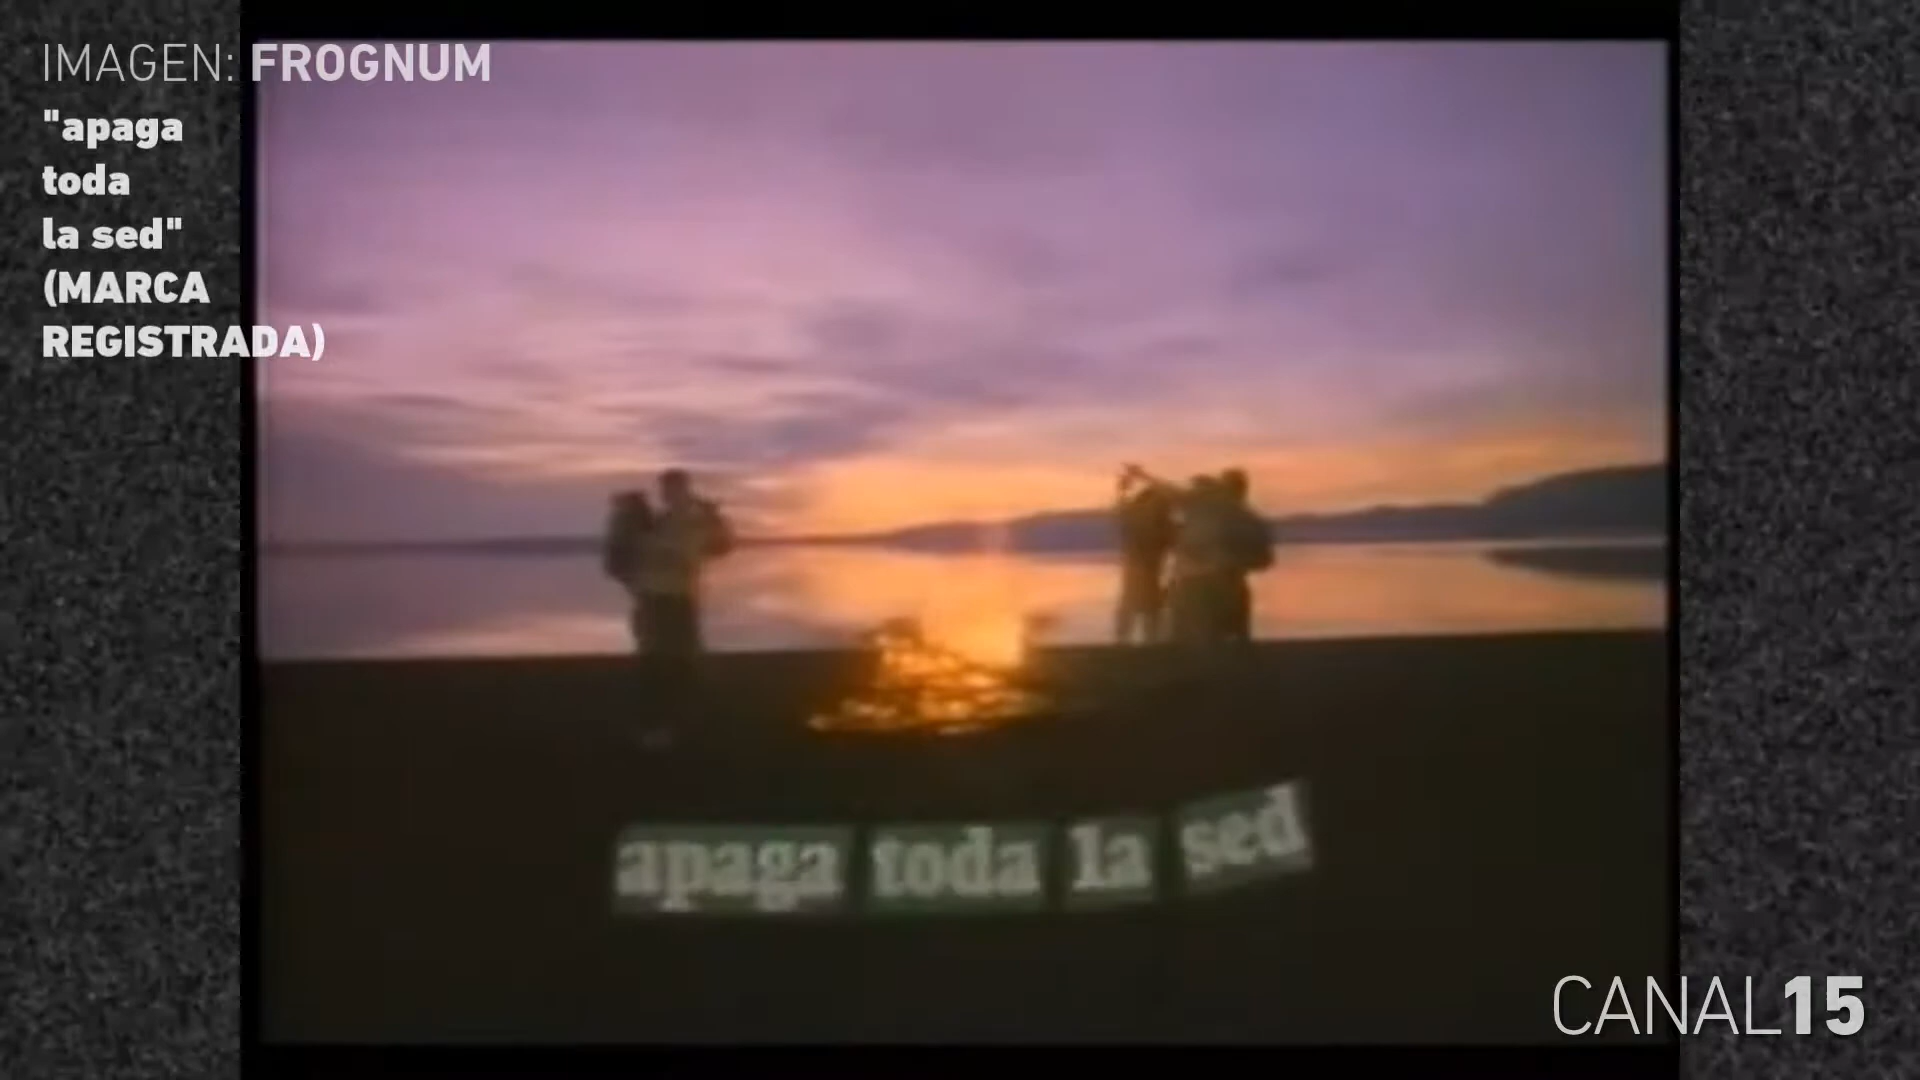 IMAGEN: FROGNUM
"apaga
toda
la sed"
(MARCA
REGISTRADA)
apaga toda la sed
CANAL15